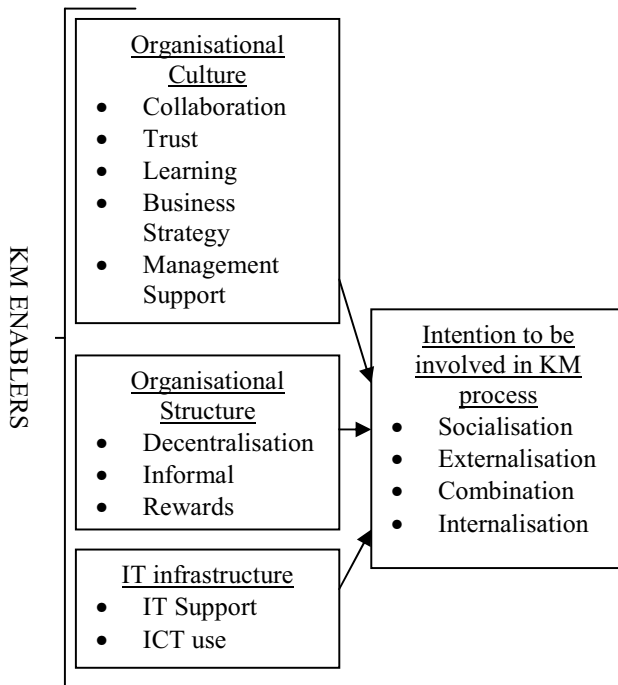 KM ENABLERS
Organisational
Culture
• Collaboration
• Trust
• Learning
• Business
Strategy
• Management
Support
Organisational
Structure
• Decentralisation
• Informal
• Rewards
IT infrastructure
• IT Support
• ICT use
Intention to be
involved in KM
process
• Socialisation
• Externalisation
• Combination
• Internalisation